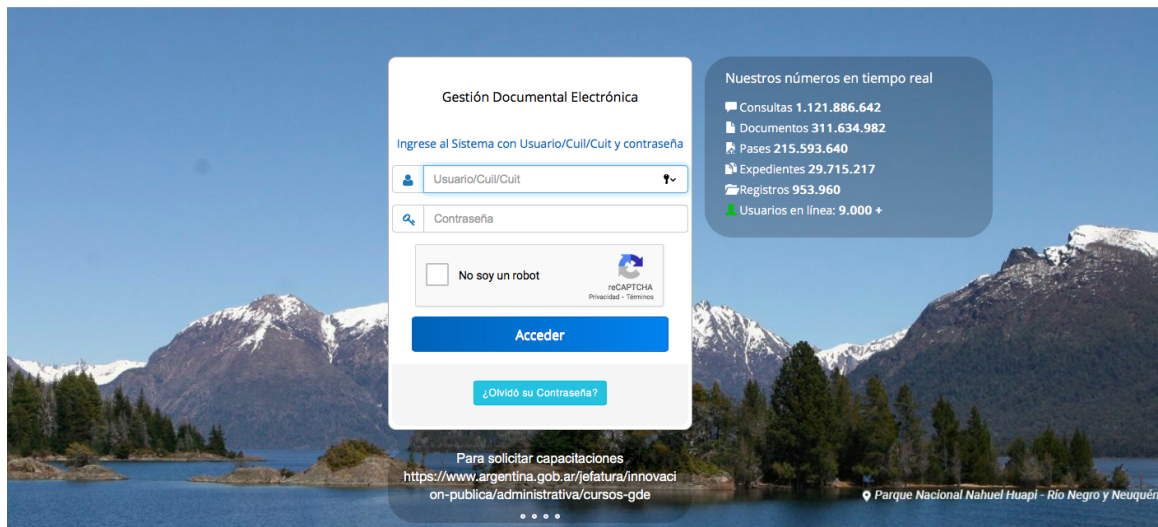 Gestión Documental Electrónica
Ingrese al Sistema con Usuario/Cuil/Cuit y contraseña
Usuario/Cuil/Cuit
Contraseña
No soy un robot
reCAPTCHA
Privacidad - Términos
Acceder
¿Olvidó su Contraseña?
Para solicitar capacitaciones
https://www.argentina.gob.ar/jefatura/innovaci
on-publica/administrativa/cursos-gde
Nuestros números en tiempo real
Consultas 1.121.886.642
Documentos 311.634.982
Pases 215.593.640
Expedientes 29.715.217
Registros 953.960
Usuarios en línea: 9.000 +
Parque Nacional Nahuel Huapi - Río Negro y Neuquén